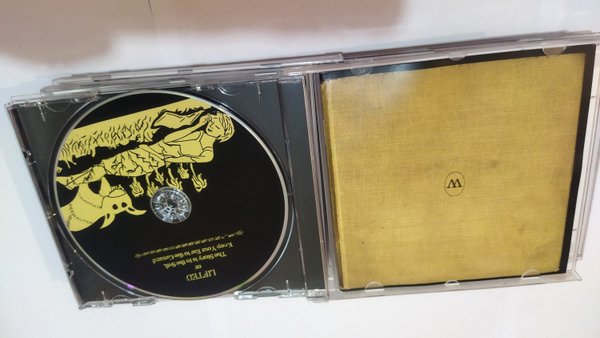 LIFTED
or
The Story is in the Soil,
Keep Your Ear to the Ground
W